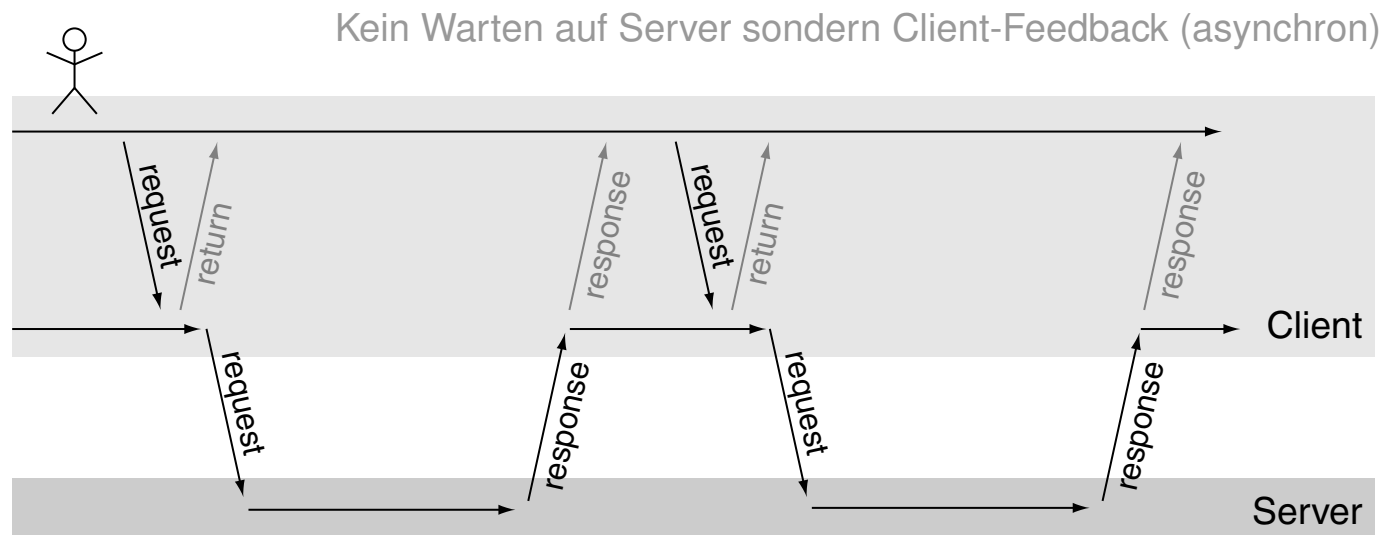 Kein Warten auf Server sondern Client-Feedback (asynchron)
request
return
response
request
return
response
Client
request
response
request
response
Server